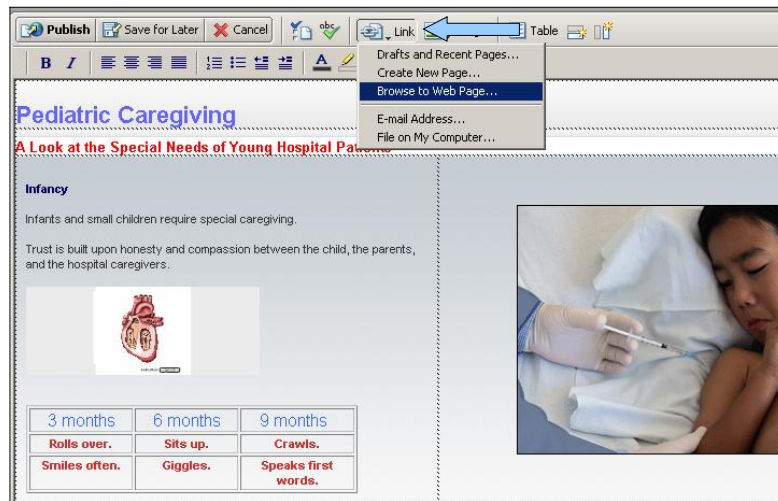 Publish Save for Later Cancel abc Link Table
B I A
Drafts and Recent Pages...
Create New Page...
Browse to Web Page...
E-mail Address...
File on My Computer...
Pediatric Caregiving
A Look at the Special Needs of Young Hospital
Infancy
Infants and small children require special caregiving.
Trust is built upon honesty and compassion between the child, the parents,
and the hospital caregivers.
3 months 6 months 9 months
Rolls over. Sits up. Crawls.
Smiles often. Giggles. Speaks first
words.